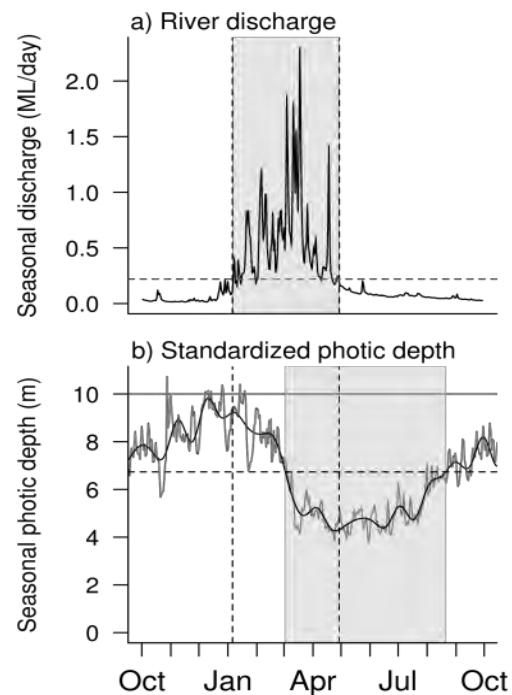 a) River discharge
Seasonal discharge (ML/day)
2.0
1.5
1.0
0.5
0.0
b) Standardized photic depth
Seasonal photic depth (m)
10
8
6
4
2
0
Oct Jan Apr Jul Oct